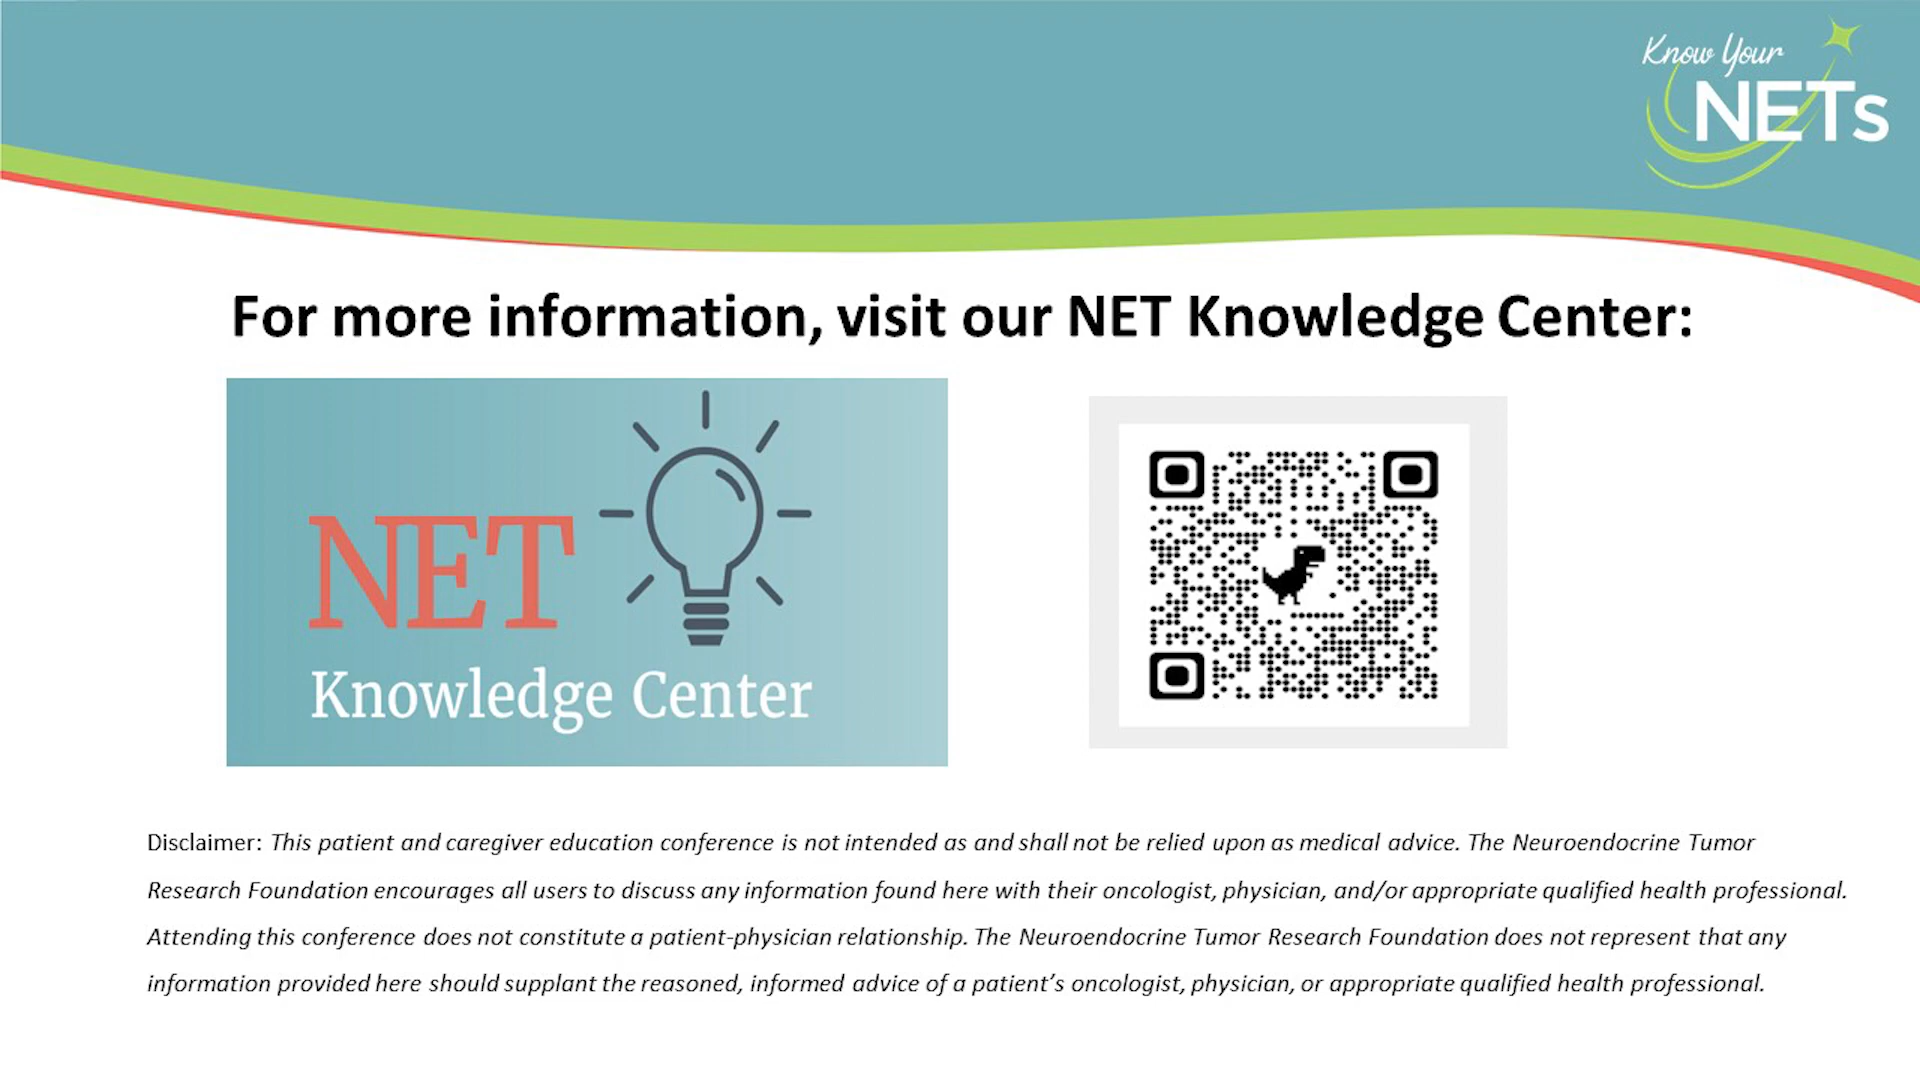 Know Your
NETs
For more information, visit our NET Knowledge Center:
NET
Knowledge Center
Disclaimer: This patient and caregiver education conference is not intended as and shall not be relied upon as medical advice. The Neuroendocrine Tumor
Research Foundation encourages all users to discuss any information found here with their oncologist, physician, and/or appropriate qualified health professional.
Attending this conference does not constitute a patient-physician relationship. The Neuroendocrine Tumor Research Foundation does not represent that any
information provided here should supplant the reasoned, informed advice of a patient’s oncologist, physician, or appropriate qualified health professional.